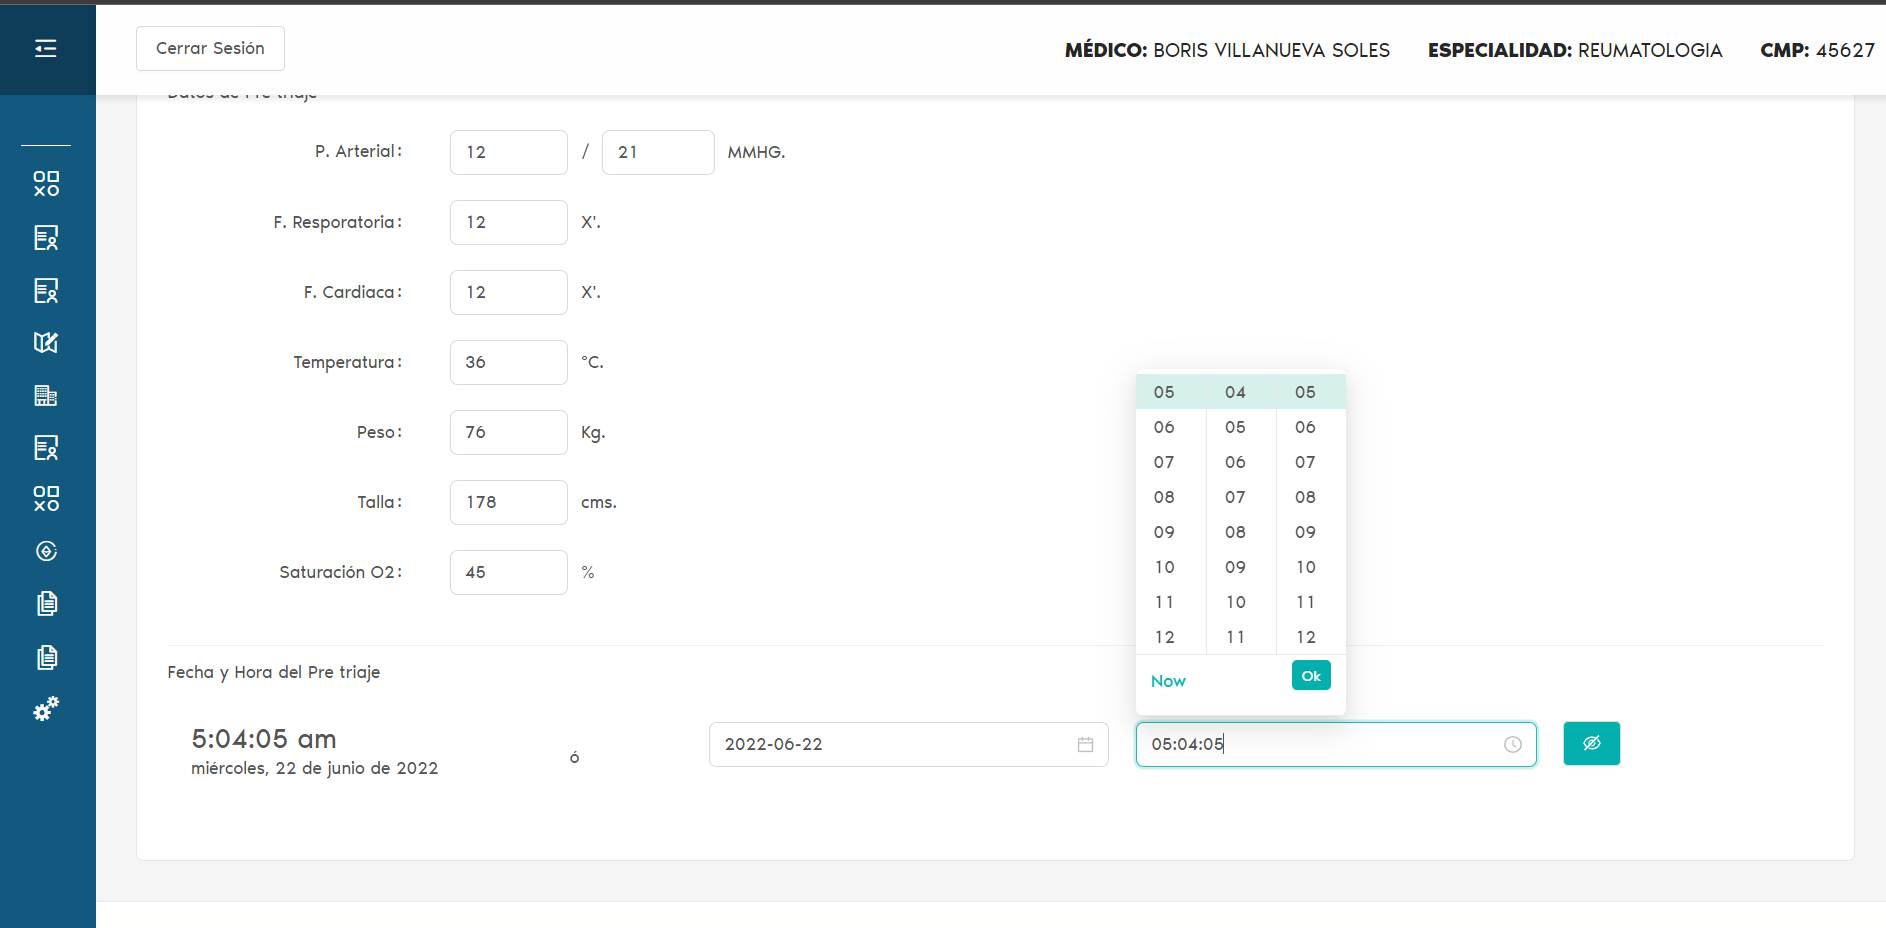 Cerrar Sesión
MÉDICO: BORIS VILLANUEVA SOLES ESPECIALIDAD: REUMATOLOGIA CMP: 45627
Datos de Pre triaje
P. Arterial: 12 / 21 MMHG.
F. Resporatoria: 12 X'.
F. Cardiaca: 12 X'.
Temperatura: 36 °C.
Peso: 76 Kg.
Talla: 178 cms.
Saturación O2: 45 %
05 04 05
06 05 06
07 06 07
08 07 08
09 08 09
10 09 10
11 10 11
12 11 12
Now Ok
Fecha y Hora del Pre triaje
5:04:05 am
miércoles, 22 de junio de 2022
ó
2022-06-22
05:04:05